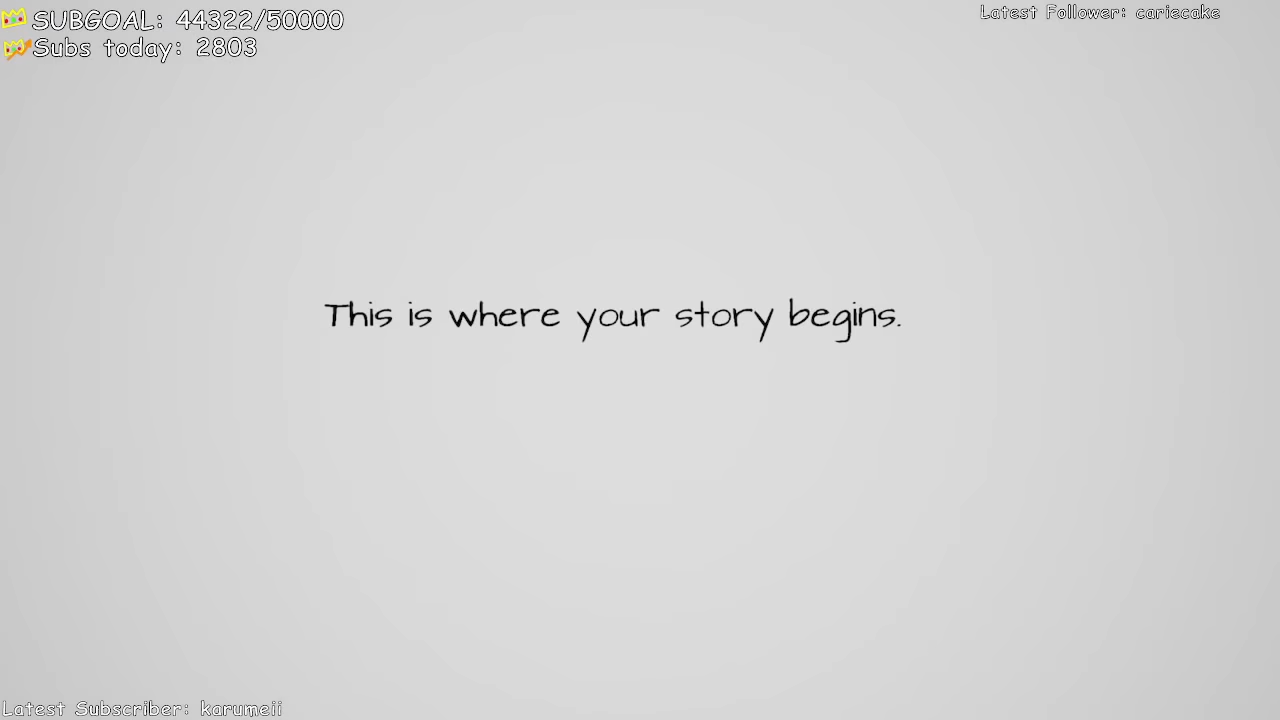 SUBGOAL: 44322/50000
Latest Follower: cariecake
Subs today: 2803
This is where your story begins.
Latest Subscriber: karumeii